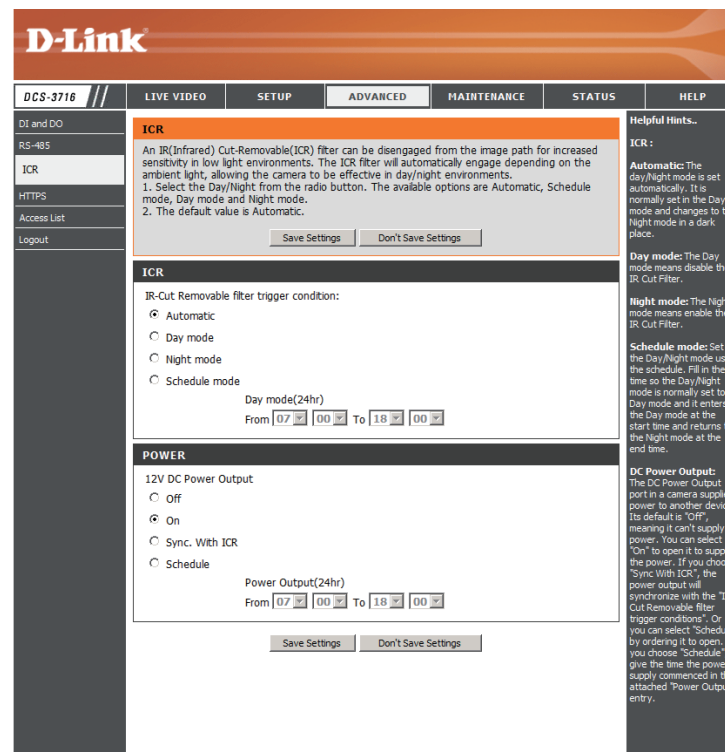 D-Link
DCS-3716
LIVE VIDEO
SETUP
ADVANCED
MAINTENANCE
STATUS
HELP
DI and DO
RS-485
ICR
HTTPS
Access List
Logout
ICR
An IR(Infrared) Cut-Removable(ICR) filter can be disengaged from the image path for increased
sensitivity in low light environments. The ICR filter will automatically engage depending on the
ambient light, allowing the camera to be effective in day/night environments.
1. Select the Day/Night from the radio button. The available options are Automatic, Schedule
mode, Day mode and Night mode.
2. The default value is Automatic.
Save Settings Don't Save Settings
ICR
IR-Cut Removable filter trigger condition:
Automatic
Day mode
Night mode
Schedule mode
Day mode(24hr)
From 07 00 To 18 00
POWER
12V DC Power Output
Off
On
Sync. With ICR
Schedule
Power Output(24hr)
From 07 00 To 18 00
Save Settings Don't Save Settings
Helpful Hints..
ICR :
Automatic: The
day/Night mode is set
automatically. It is
normally set in the Day
mode and changes to
Night mode in a dark
place.
Day mode: The Day
mode means disable
IR Cut Filter.
Night mode: The
mode means enable
IR Cut Filter.
Schedule mode: Set
the Day/Night mode
the schedule. Fill in the
time so the Day/Night
mode is normally set to
Day mode and it enters
the Day mode at the
start time and returns
the Night mode at the
end time.
DC Power Output:
The DC Power Output
port in a camera
power to another
Its default is "Off",
meaning it can't supply
power. You can select
"On" to open it to
the power. If you
"Sync With ICR", the
power output will
synchronize with the
Cut Removable filter
trigger conditions". Or
you can select
by ordering it to open.
you choose "Schedule"
give the time the
supply commenced in
attached "Power
entry.